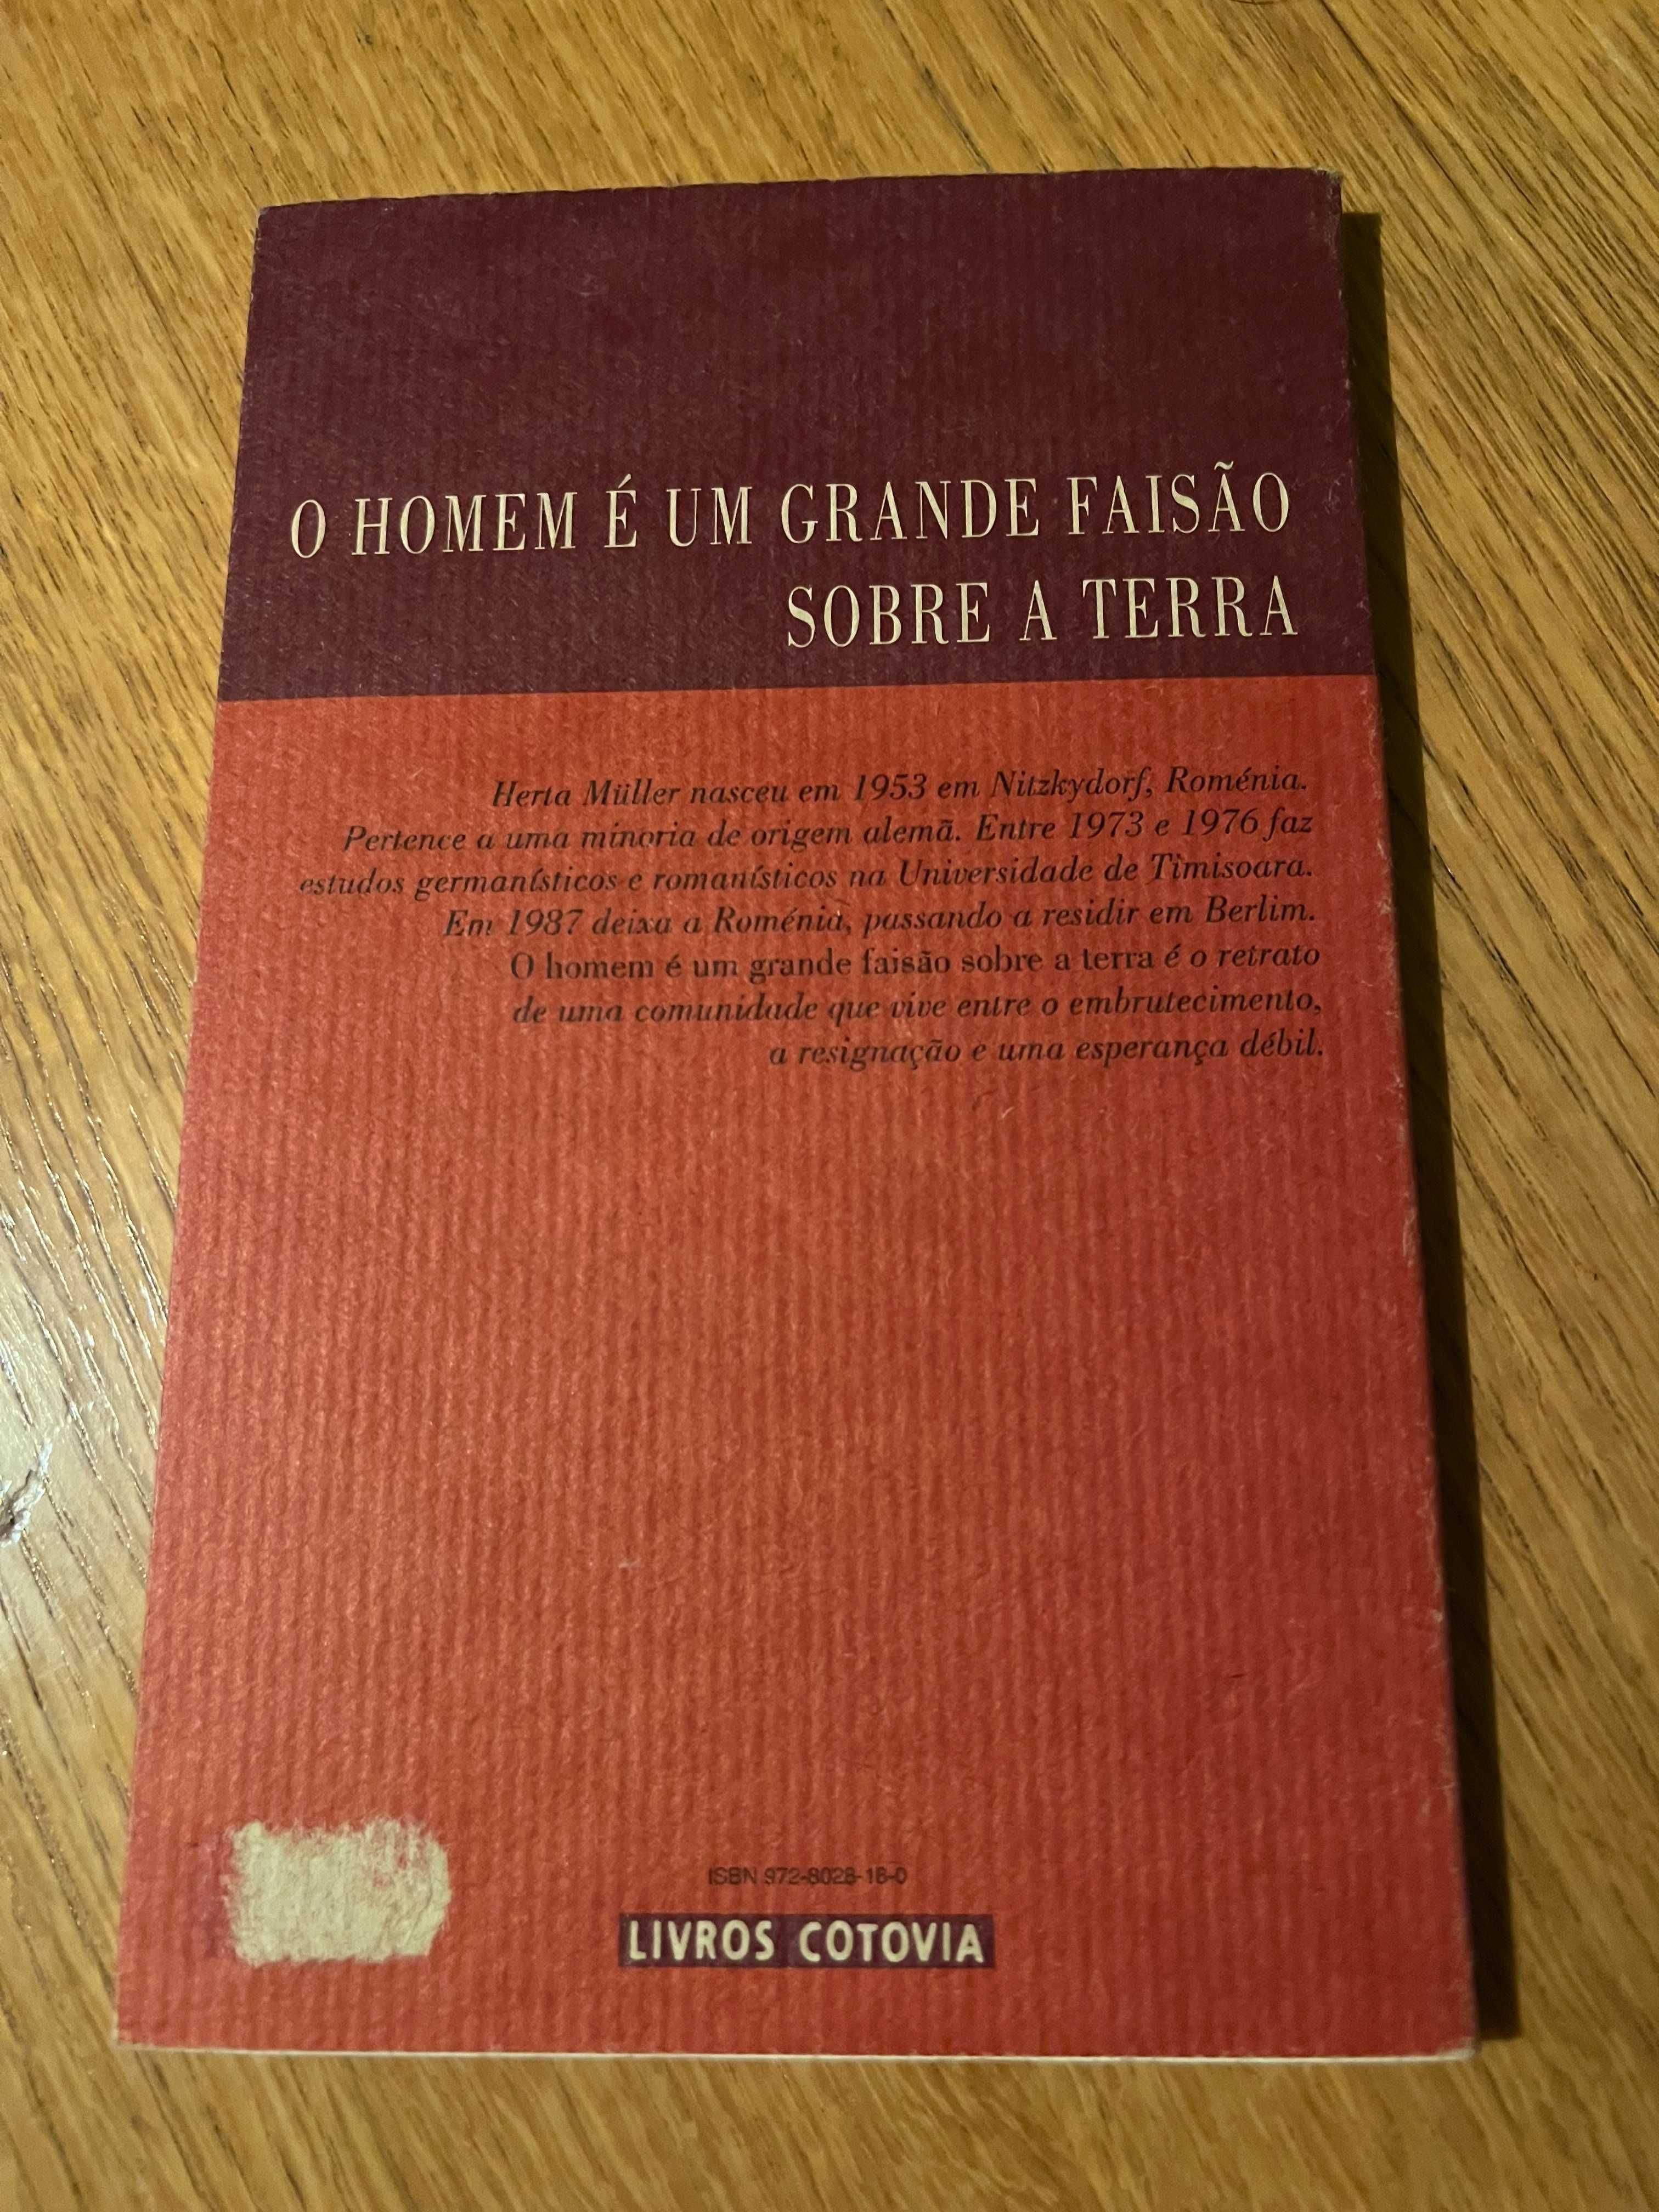 O HOMEM É UM GRANDE FAISÃO
SOBRE A TERRA
Herta Müller nasceu em 1953 em Nitzkydorf, Roménia.
Pertence a uma minoria de origem alemã. Entre 1973 e 1976 faz
estudos germanísticos e romanísticos na Universidade de Timisoara.
Em 1987 deixa a Roménia, passando a residir em Berlim.
O homem é um grande faisão sobre a terra é o retrato
de uma comunidade que vive entre o embrutecimento,
a resignação e uma esperança débil.
ISBN 972-8028-18-0
LIVROS COTOVIA